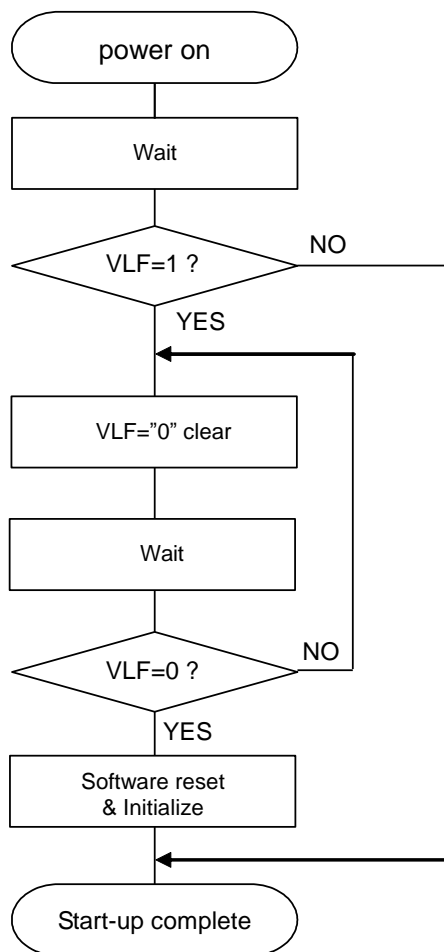 power on
Wait
VLF=1 ?
NO
YES
VLF=”0” clear
Wait
VLF=0 ?
NO
YES
Software reset
& Initialize
Start-up complete